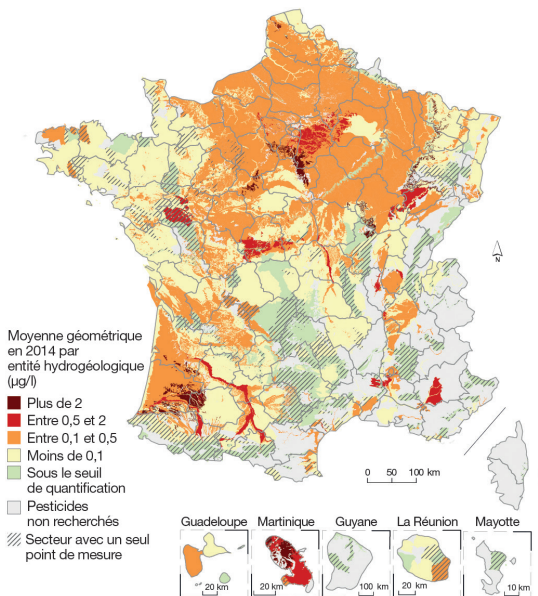 Moyenne géométrique
en 2014 par
entité hydrogéologique
(µg/l)
Plus de 2
Entre 0,5 et 2
Entre 0,1 et 0,5
Moins de 0,1
Sous le seuil
de quantification
Pesticides
non recherchés
Secteur avec un seul
point de mesure
N
0 50 100 km
Guadeloupe
20 km
Martinique
20 km
Guyane
100 km
La Réunion
20 km
Mayotte
10 km